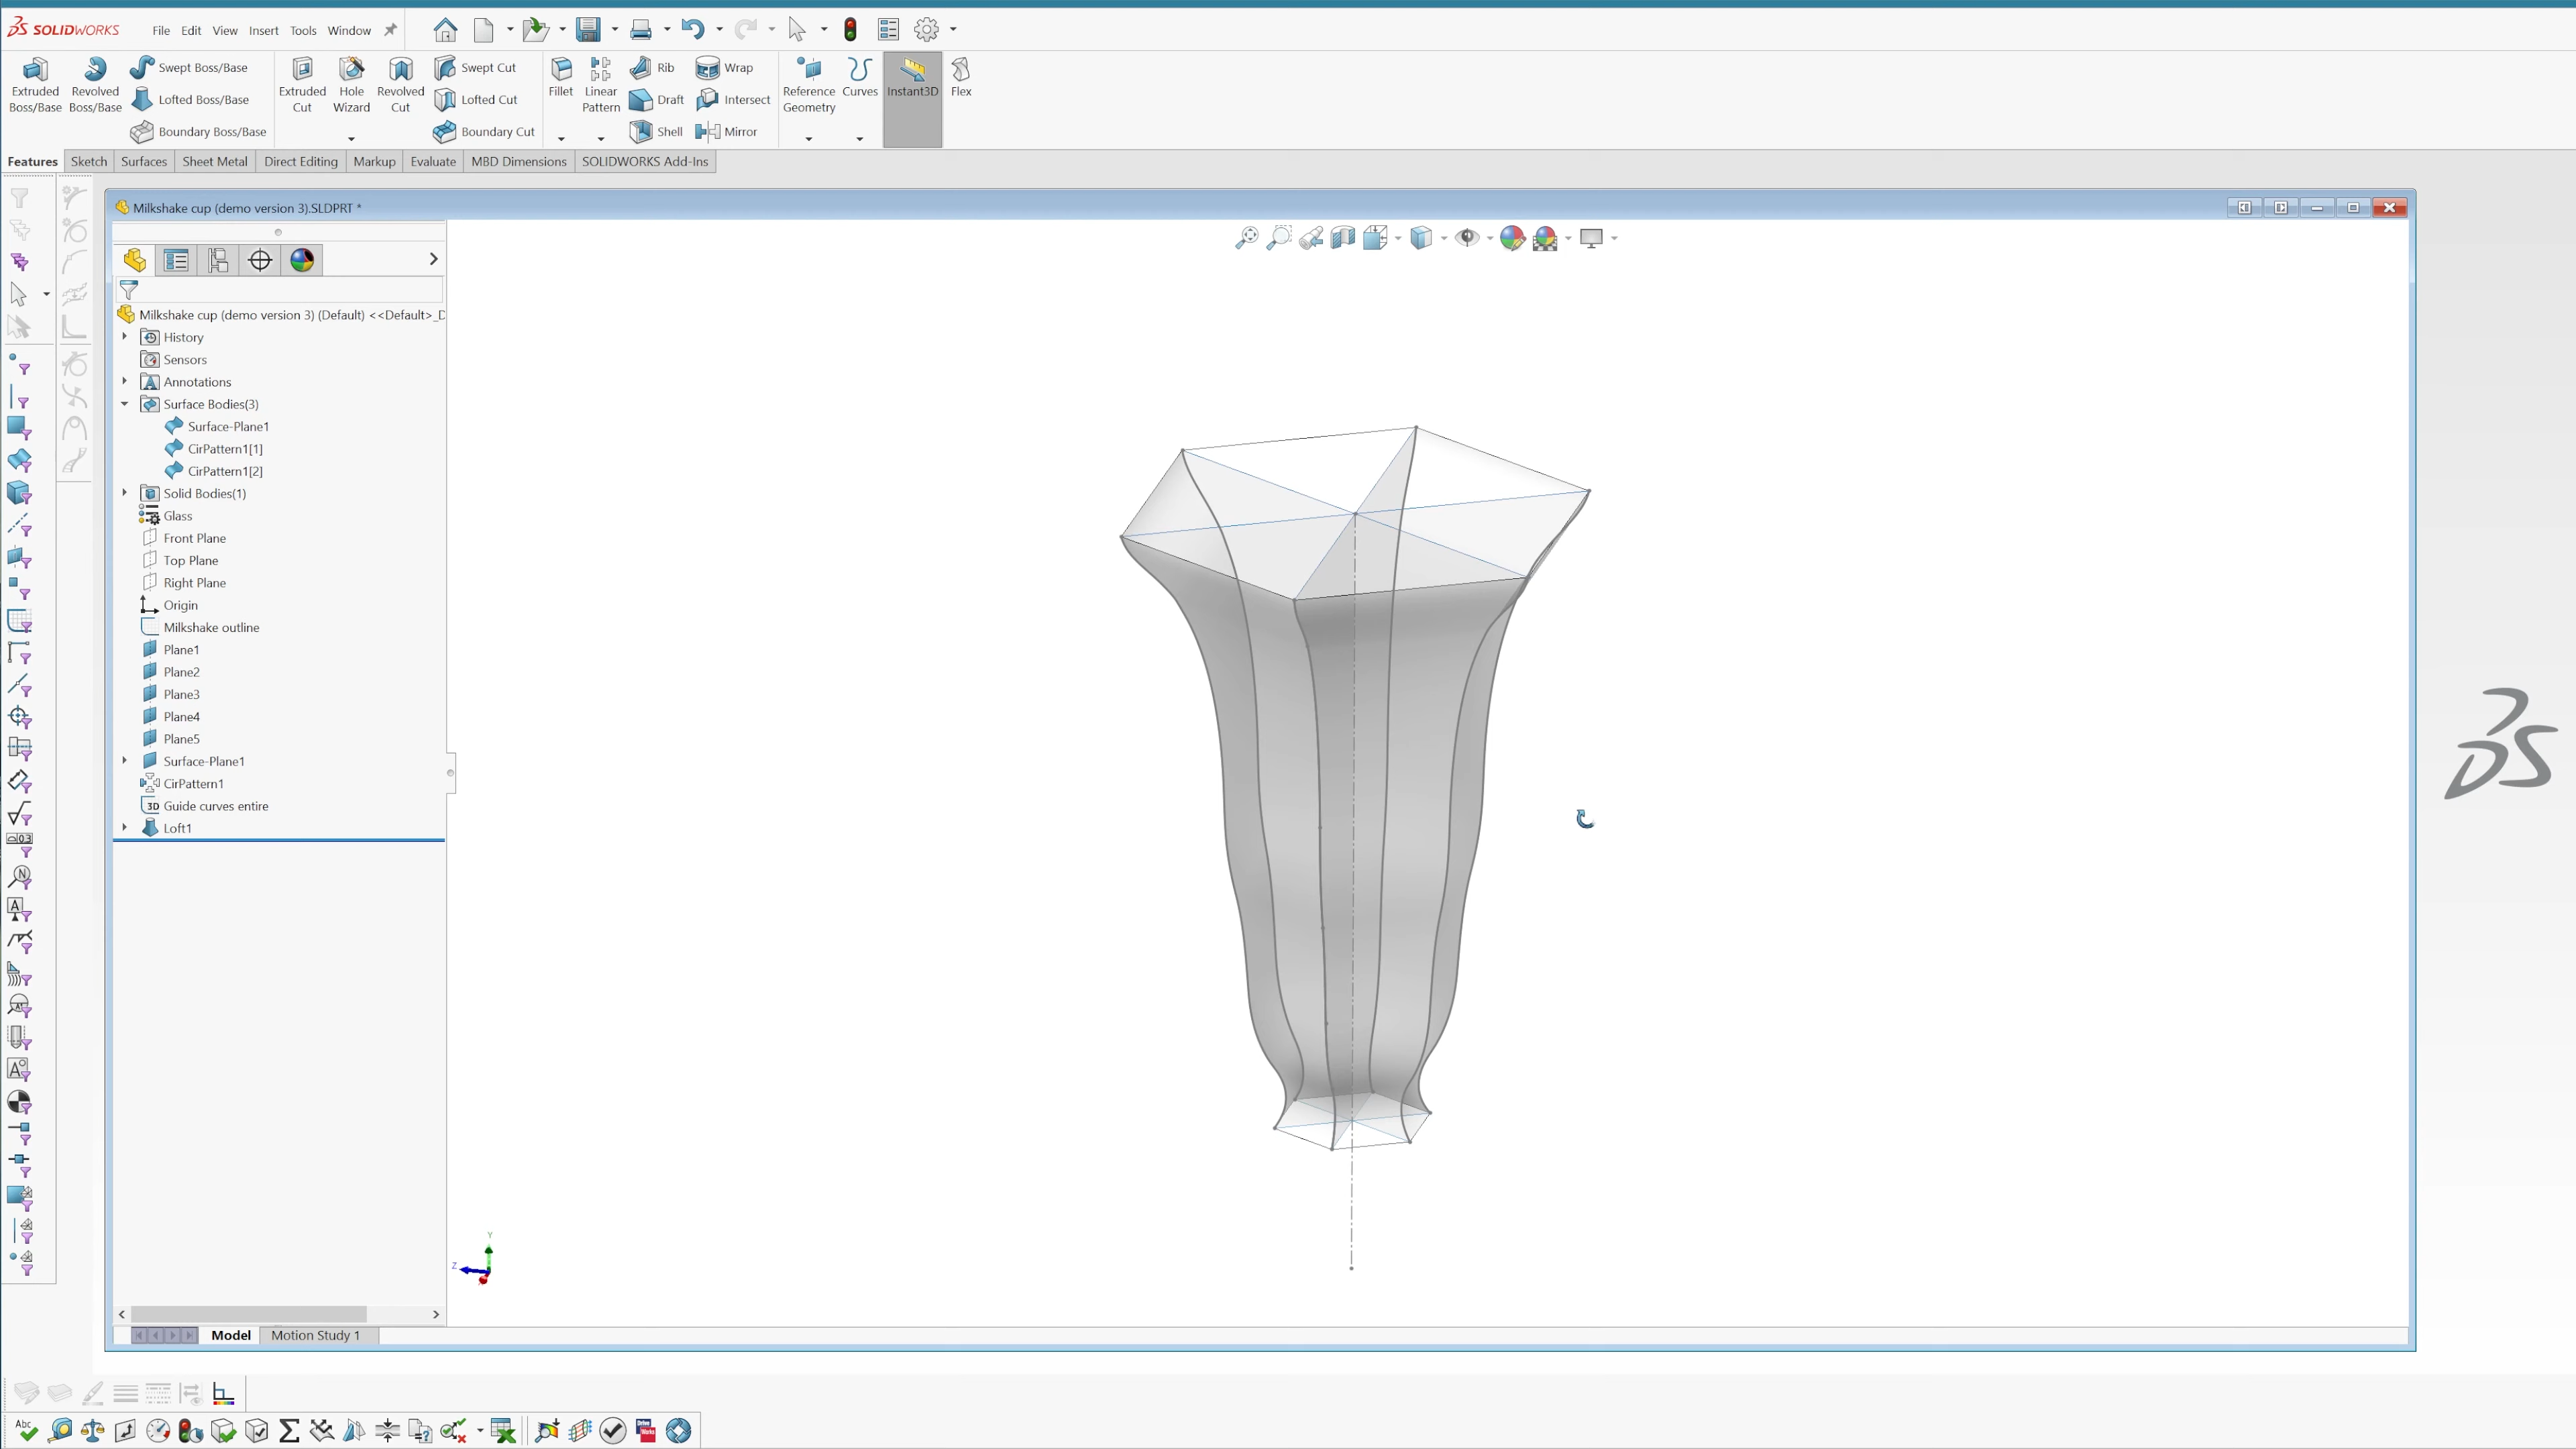 SOLIDWORKS File Edit View Insert Tools Window
Extruded Boss/Base
Revolved Boss/Base
Swept Boss/Base
Lofted Boss/Base
Boundary Boss/Base
Extruded Cut
Hole Wizard
Revolved Cut
Swept Cut
Lofted Cut
Boundary Cut
Fillet
Linear Pattern
Rib
Draft
Shell
Wrap
Intersect
Mirror
Reference Geometry
Curves
Instant3D
Flex
Features Sketch Surfaces Sheet Metal Direct Editing Markup Evaluate MBD Dimensions SOLIDWORKS Add-Ins
Milkshake cup (demo version 3).SLDPRT *
Milkshake cup (demo version 3) (Default) <<Default>_D
History
Sensors
Annotations
Surface Bodies(3)
Surface-Plane1
CirPattern1[1]
CirPattern1[2]
Solid Bodies(1)
Glass
Front Plane
Top Plane
Right Plane
Origin
Milkshake outline
Plane1
Plane2
Plane3
Plane4
Plane5
Surface-Plane1
CirPattern1
3D Guide curves entire
Loft1
Y
Z
Model Motion Study 1
Abc